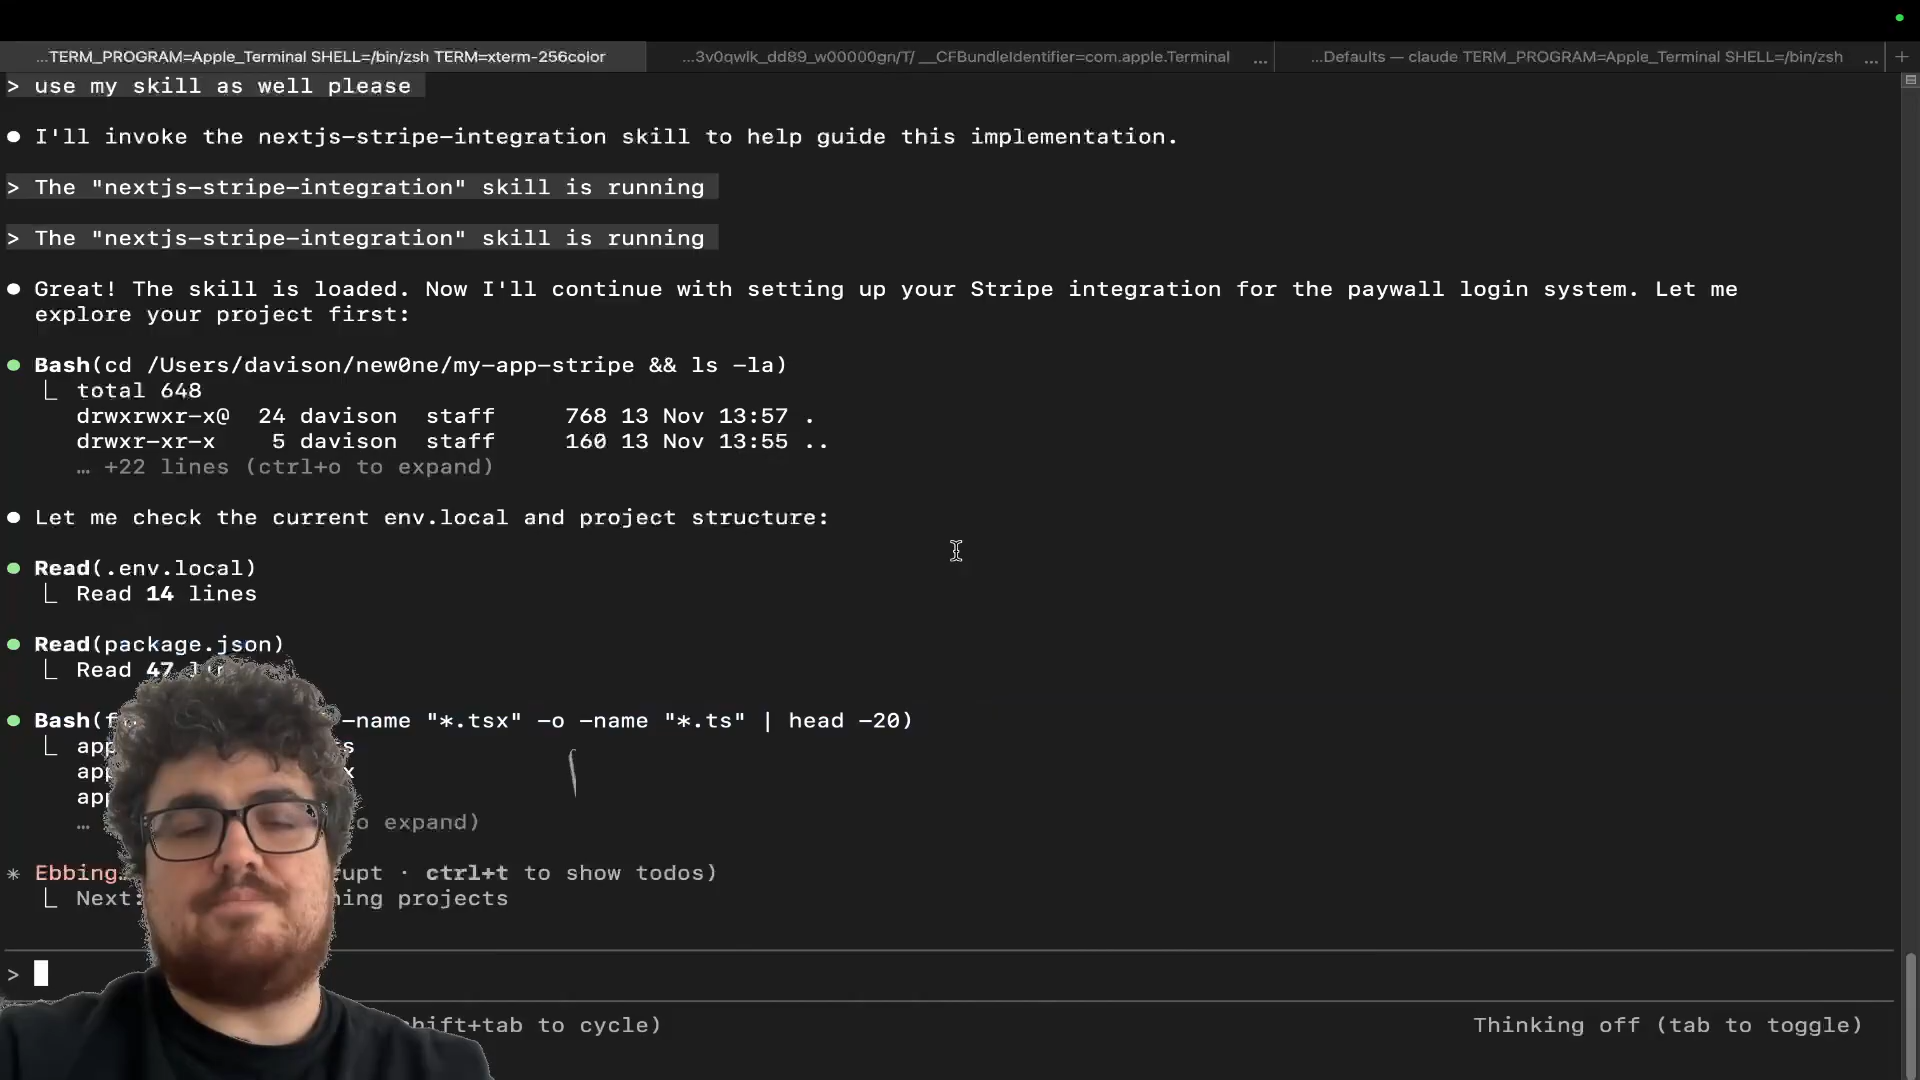 ...TERM_PROGRAM=Apple_Terminal SHELL=/bin/zsh TERM=xterm-256color
...3v0qwlk_dd89_w00000gn/T/ __CFBundleIdentifier=com.apple.Terminal ...
...Defaults — claude TERM_PROGRAM=Apple_Terminal SHELL=/bin/zsh ... +
> use my skill as well please
● I'll invoke the nextjs-stripe-integration skill to help guide this implementation.
> The "nextjs-stripe-integration" skill is running
> The "nextjs-stripe-integration" skill is running
● Great! The skill is loaded. Now I'll continue with setting up your Stripe integration for the paywall login system. Let me
explore your project first:
● Bash(cd /Users/davison/new0ne/my-app-stripe && ls -la)
⎿ total 648
drwxrwxr-x@ 24 davison staff 768 13 Nov 13:57 .
drwxr-xr-x 5 davison staff 160 13 Nov 13:55 ..
… +22 lines (ctrl+o to expand)
● Let me check the current env.local and project structure:
● Read(.env.local)
⎿ Read 14 lines
● Read(package.json)
⎿ Read 47
● Bash( -name "*.tsx" -o -name "*.ts" | head -20)
⎿ app
app
app
… to expand)
* Ebbing… · ctrl+t to show todos)
⎿ Next: projects
>
shift+tab to cycle) Thinking off (tab to toggle)